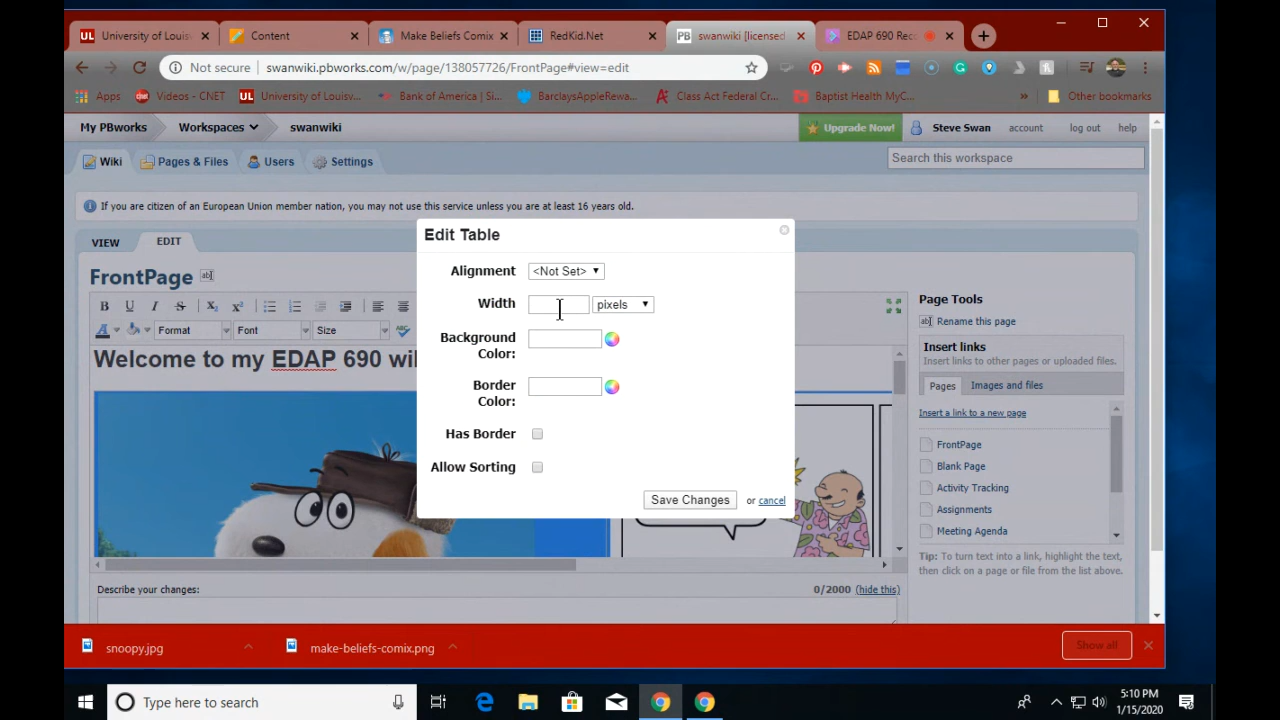 University of Louisv
Content
Make Beliefs Comix
RedKid.Net
PB swanwiki [licensed
EDAP 690 Reco
Not secure swanwiki.pbworks.com/w/page/138057726/FrontPage#view=edit
Apps
Videos - CNET
University of Louisv...
Bank of America | Si...
BarclaysAppleRewa...
Class Act Federal Cr...
Baptist Health MyC...
» Other bookmarks
My PBworks Workspaces swanwiki
Upgrade Now! Steve Swan account log out help
Wiki Pages & Files Users Settings
Search this workspace
If you are citizen of an European Union member nation, you may not use this service unless you are at least 16 years old.
VIEW EDIT
FrontPage
B U I S X₂ X²
Format Font Size
Welcome to my EDAP 690 wi
Edit Table
Alignment <Not Set>
Width pixels
Background
Color:
Border
Color:
Has Border
Allow Sorting
Save Changes or cancel
Page Tools
Rename this page
Insert links
Insert links to other pages or uploaded files.
Pages Images and files
Insert a link to a new page
FrontPage
Blank Page
Activity Tracking
Assignments
Meeting Agenda
Tip: To turn text into a link, highlight the text,
then click on a page or file from the list above.
Describe your changes: 0/2000 (hide this)
snoopy.jpg
make-beliefs-comix.png
Show all
Type here to search
5:10 PM
1/15/2020